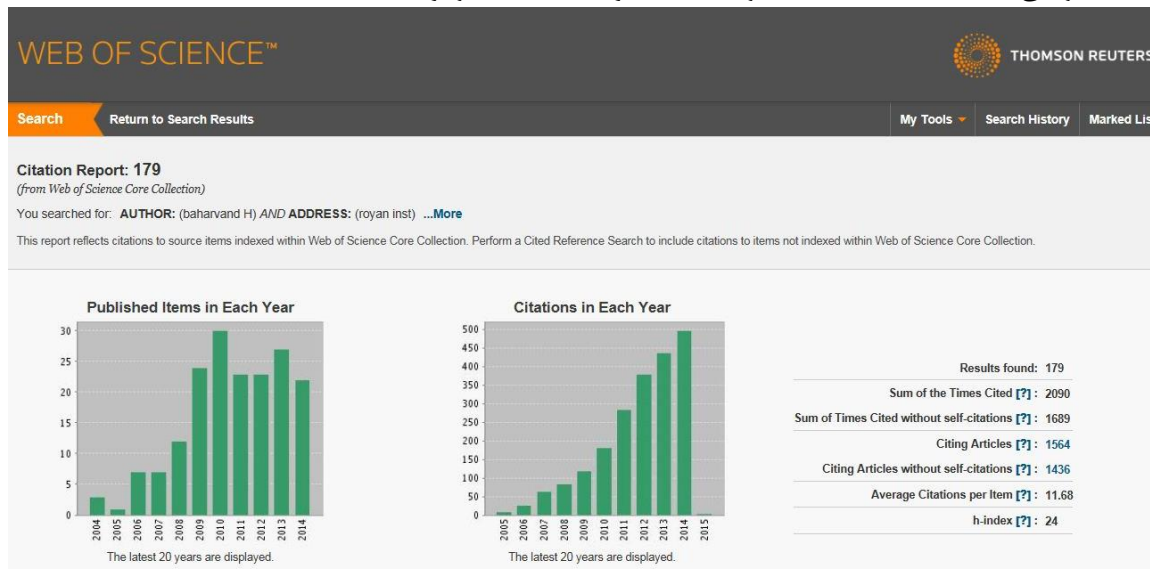 WEB OF SCIENCE™
THOMSON REUTERS
Search Return to Search Results My Tools Search History Marked Lis
Citation Report: 179
(from Web of Science Core Collection)
You searched for: AUTHOR: (baharvand H) AND ADDRESS: (royan inst) ...More
This report reflects citations to source items indexed within Web of Science Core Collection. Perform a Cited Reference Search to include citations to items not indexed within Web of Science Core Collection.
Published Items in Each Year
30
25
20
15
10
5
0
2004 2005 2006 2007 2008 2009 2010 2011 2012 2013 2014
The latest 20 years are displayed.
Citations in Each Year
500
450
400
350
300
250
200
150
100
50
0
2005 2006 2007 2008 2009 2010 2011 2012 2013 2014 2015
The latest 20 years are displayed.
Results found: 179
Sum of the Times Cited [?] : 2090
Sum of Times Cited without self-citations [?] : 1689
Citing Articles [?] : 1564
Citing Articles without self-citations [?] : 1436
Average Citations per Item [?] : 11.68
h-index [?] : 24